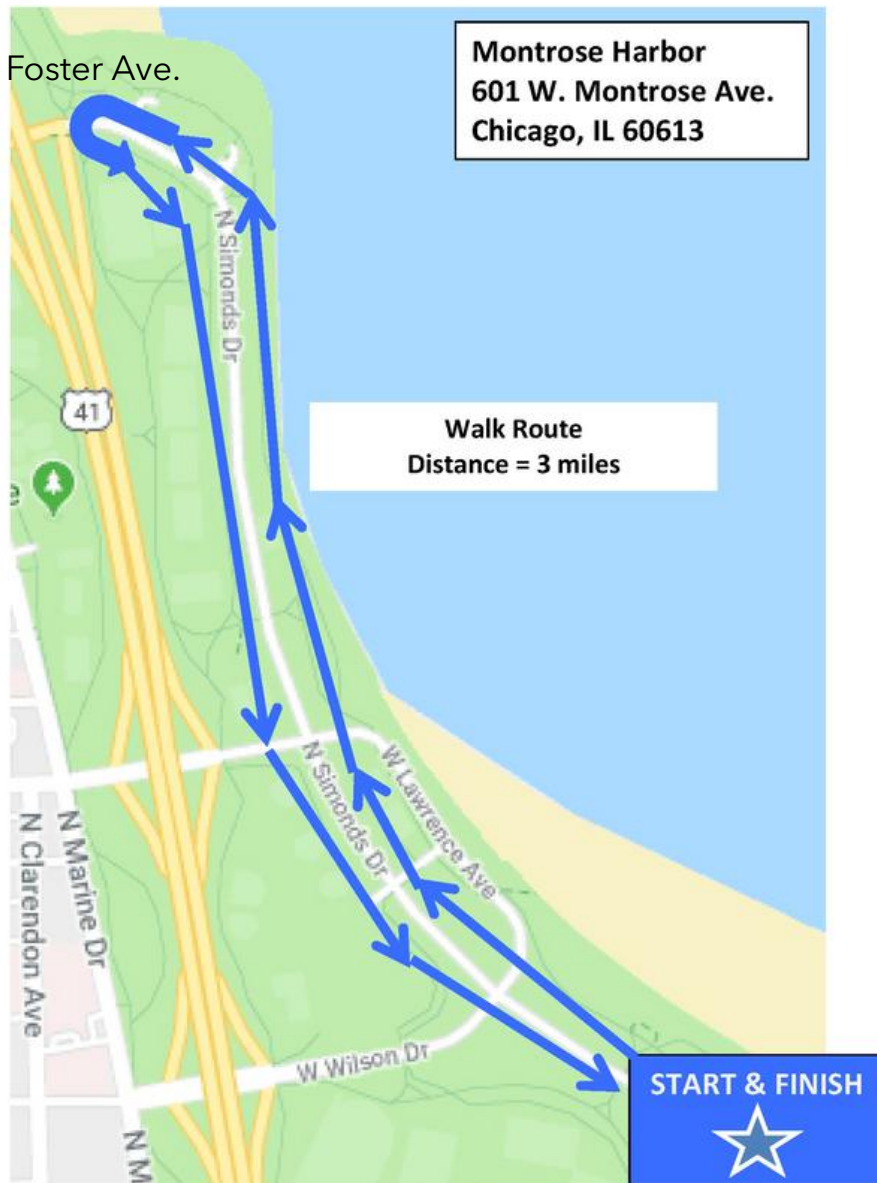 Foster Ave.
Montrose Harbor
601 W. Montrose Ave.
Chicago, IL 60613
N Simonds Dr
41
Walk Route
Distance = 3 miles
e
N Simonds Dr
W Lawrence Ave
N Marine Dr
N Clarendon Ave
W Wilson Dr
START & FINISH
N M